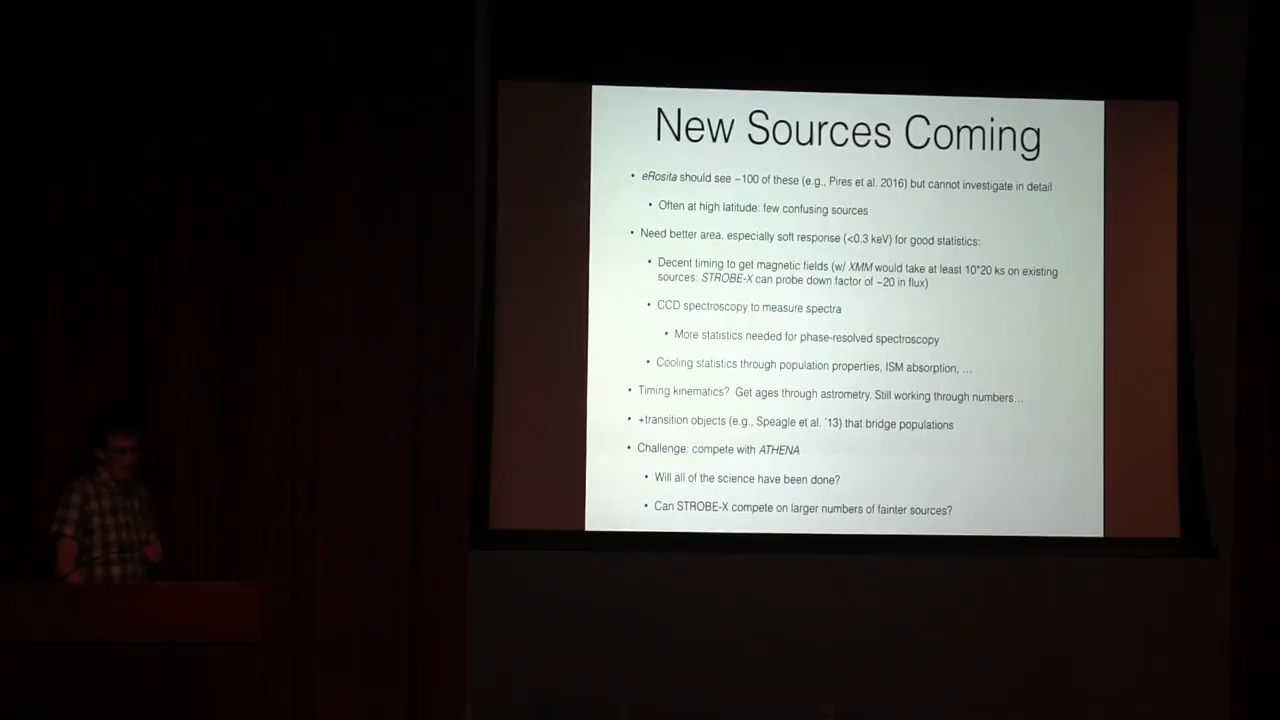 New Sources Coming
• eRosita should see ~100 of these (e.g., Pires et al. 2016) but cannot investigate in detail
• Often at high latitude: few confusing sources
• Need better area, especially soft response (<0.3 keV) for good statistics:
• Decent timing to get magnetic fields (w/ XMM would take at least 10*20 ks on existing
sources: STROBE-X can probe down factor of ~20 in flux)
• CCD spectroscopy to measure spectra
• More statistics needed for phase-resolved spectroscopy
• Cooling statistics through population properties, ISM absorption, …
• Timing kinematics? Get ages through astrometry. Still working through numbers…
• +transition objects (e.g., Speagle et al. '13) that bridge populations
• Challenge: compete with ATHENA
• Will all of the science have been done?
• Can STROBE-X compete on larger numbers of fainter sources?